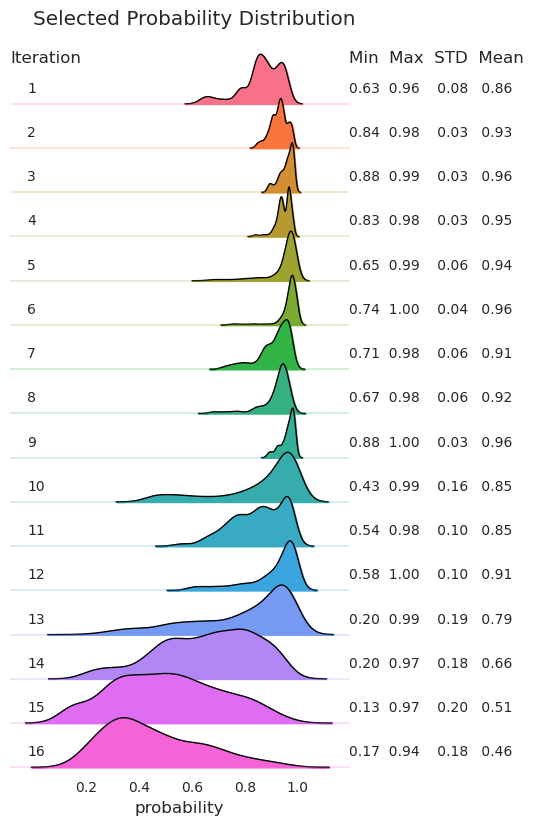 Selected Probability Distribution
Iteration Min Max STD Mean
1 0.63 0.96 0.08 0.86
2 0.84 0.98 0.03 0.93
3 0.88 0.99 0.03 0.96
4 0.83 0.98 0.03 0.95
5 0.65 0.99 0.06 0.94
6 0.74 1.00 0.04 0.96
7 0.71 0.98 0.06 0.91
8 0.67 0.98 0.06 0.92
9 0.88 1.00 0.03 0.96
10 0.43 0.99 0.16 0.85
11 0.54 0.98 0.10 0.85
12 0.58 1.00 0.10 0.91
13 0.20 0.99 0.19 0.79
14 0.20 0.97 0.18 0.66
15 0.13 0.97 0.20 0.51
16 0.17 0.94 0.18 0.46
0.2 0.4 0.6 0.8 1.0
probability